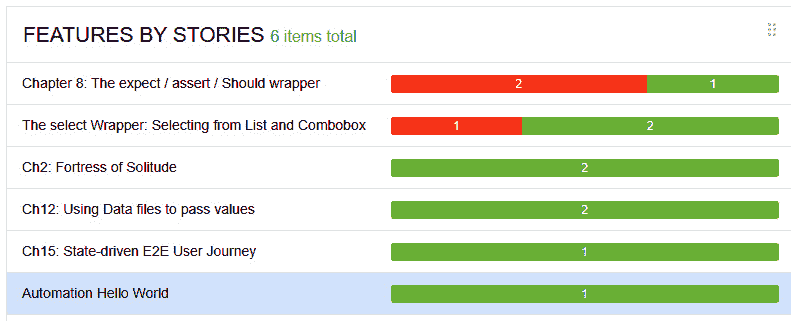 FEATURES BY STORIES 6 items total
Chapter 8: The expect / assert / Should wrapper 2 1
The select Wrapper: Selecting from List and Combobox 1 2
Ch2: Fortress of Solitude 2
Ch12: Using Data files to pass values 2
Ch15: State-driven E2E User Journey 1
Automation Hello World 1